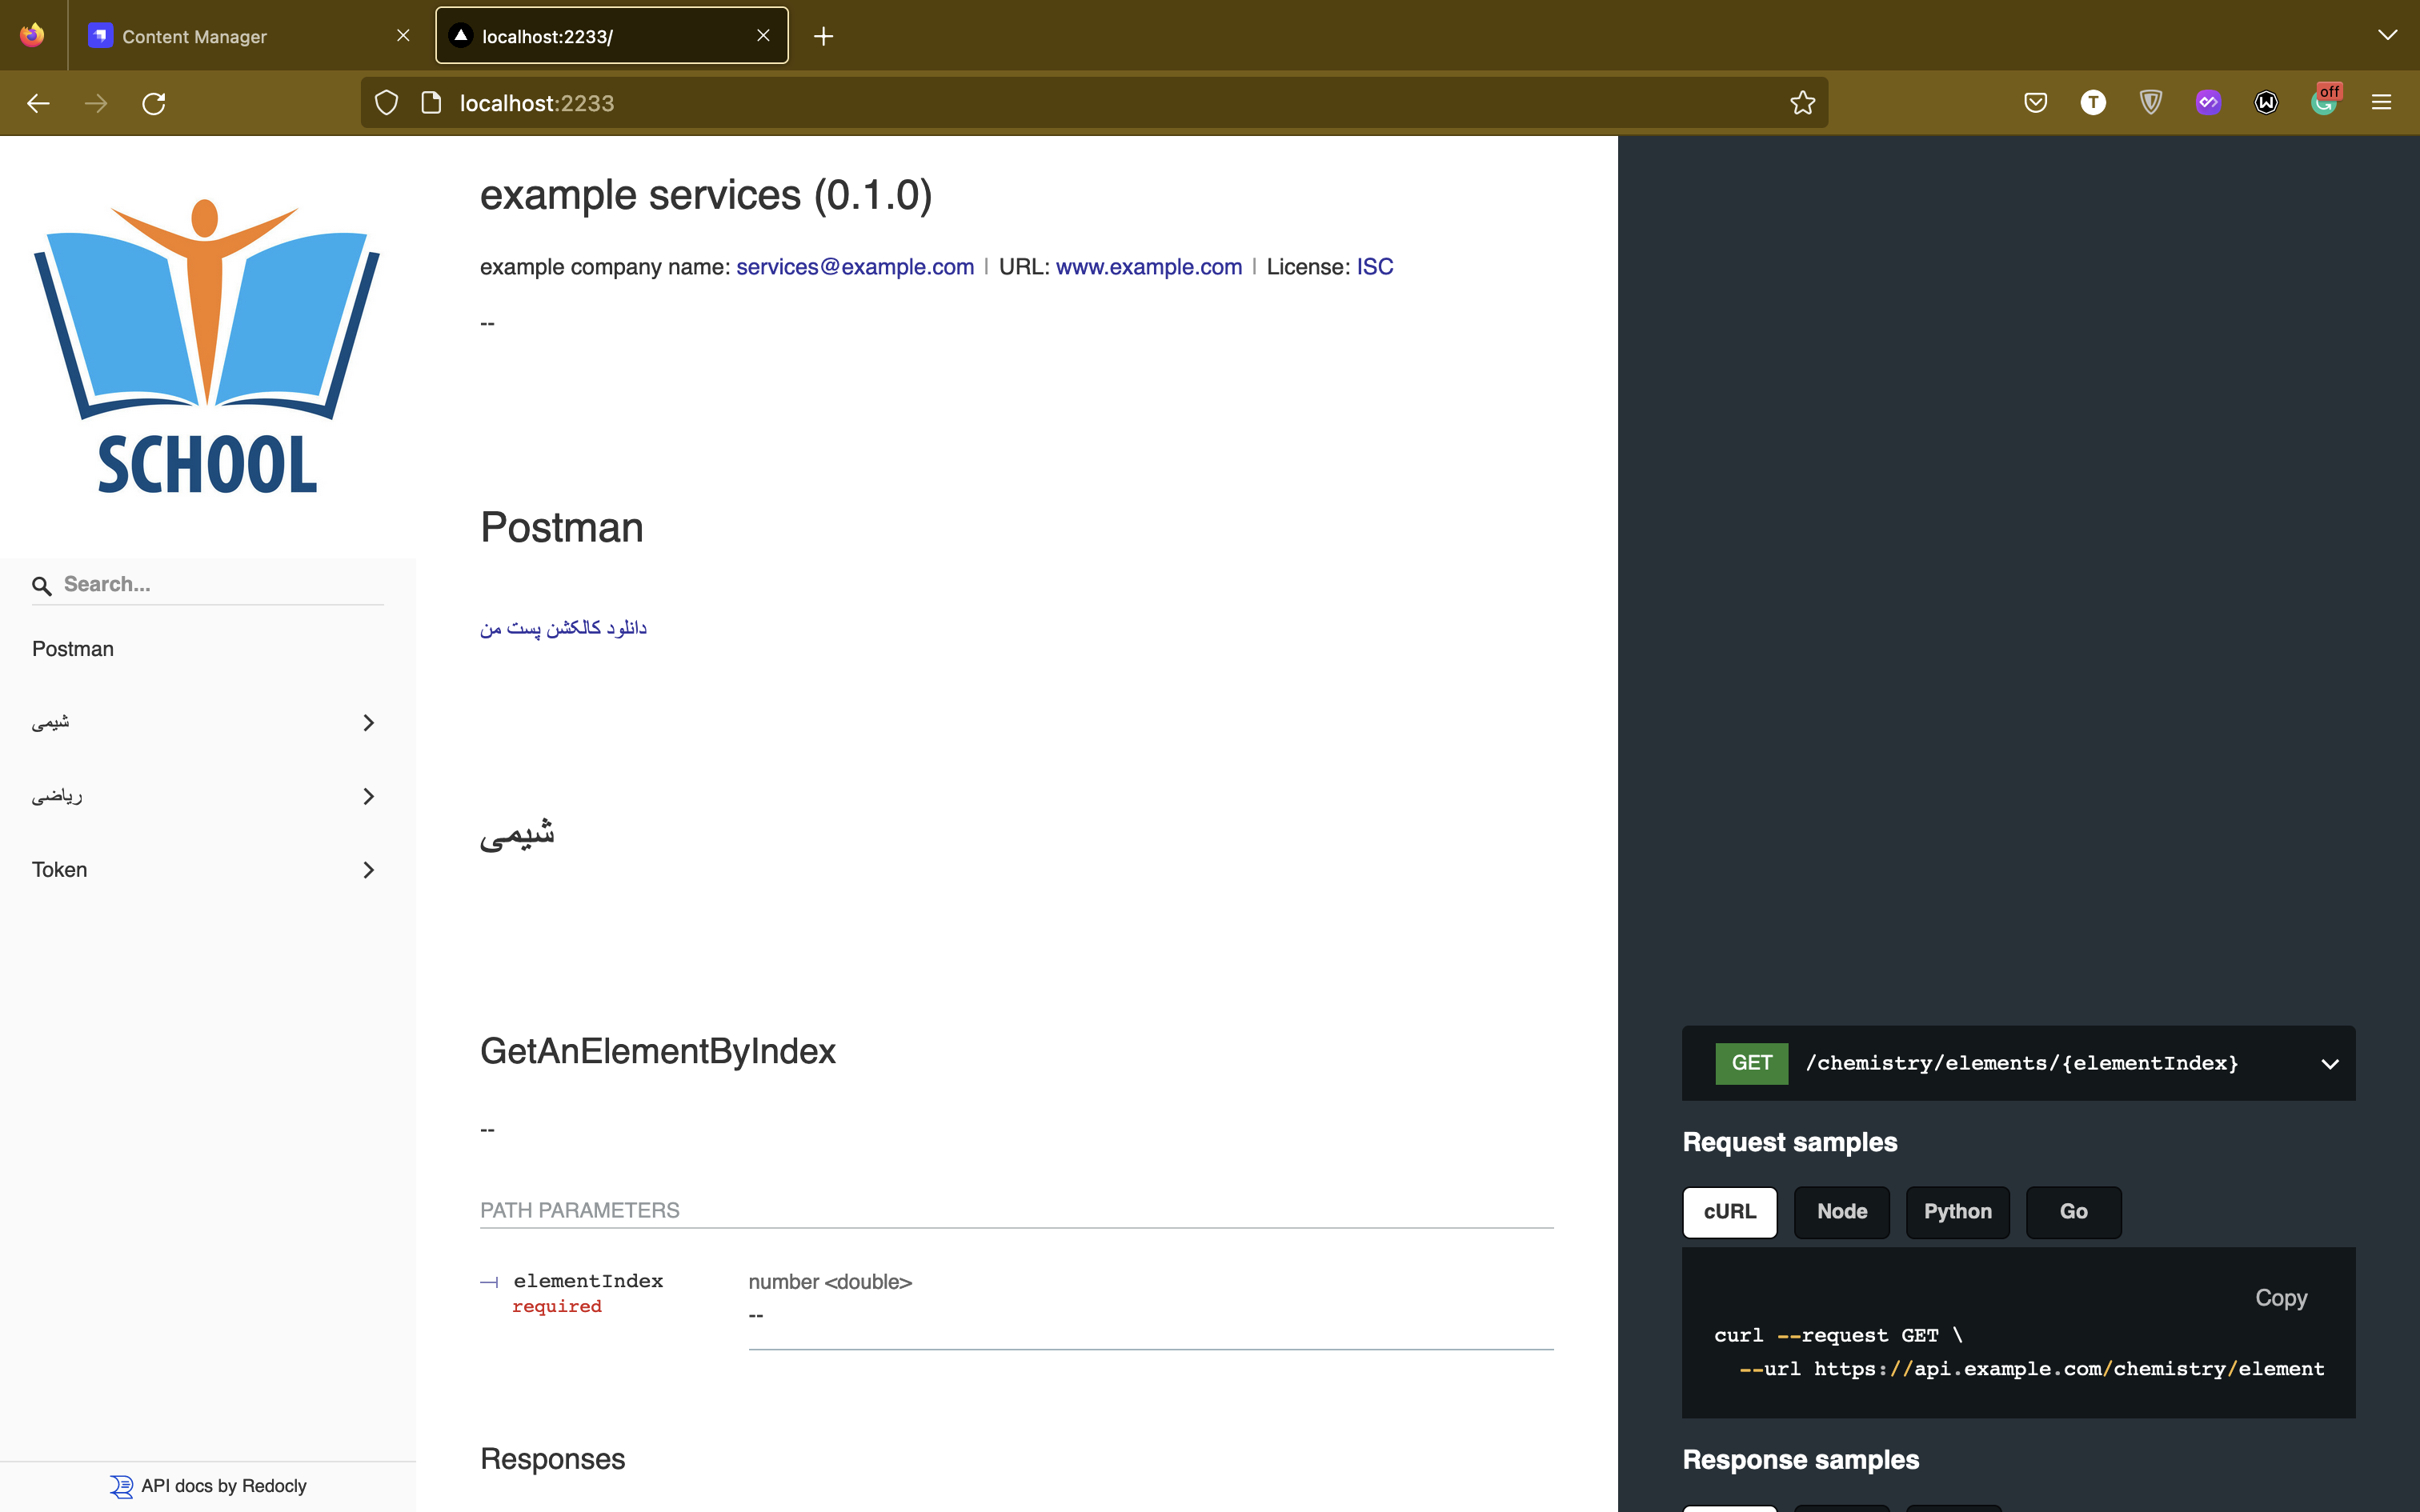 Content Manager
localhost:2233/
localhost:2233
off
SCHOOL
Search...
Postman
شیمی
ریاضی
Token
API docs by Redocly
example services (0.1.0)
example company name: services@example.com | URL: www.example.com | License: ISC
--
Postman
دانلود کالکشن پست من
شیمی
GetAnElementByIndex
--
PATH PARAMETERS
elementIndex number <double>
required --
Responses
GET /chemistry/elements/{elementIndex}
Request samples
cURL Node Python Go
Copy
curl --request GET \
--url https://api.example.com/chemistry/element
Response samples